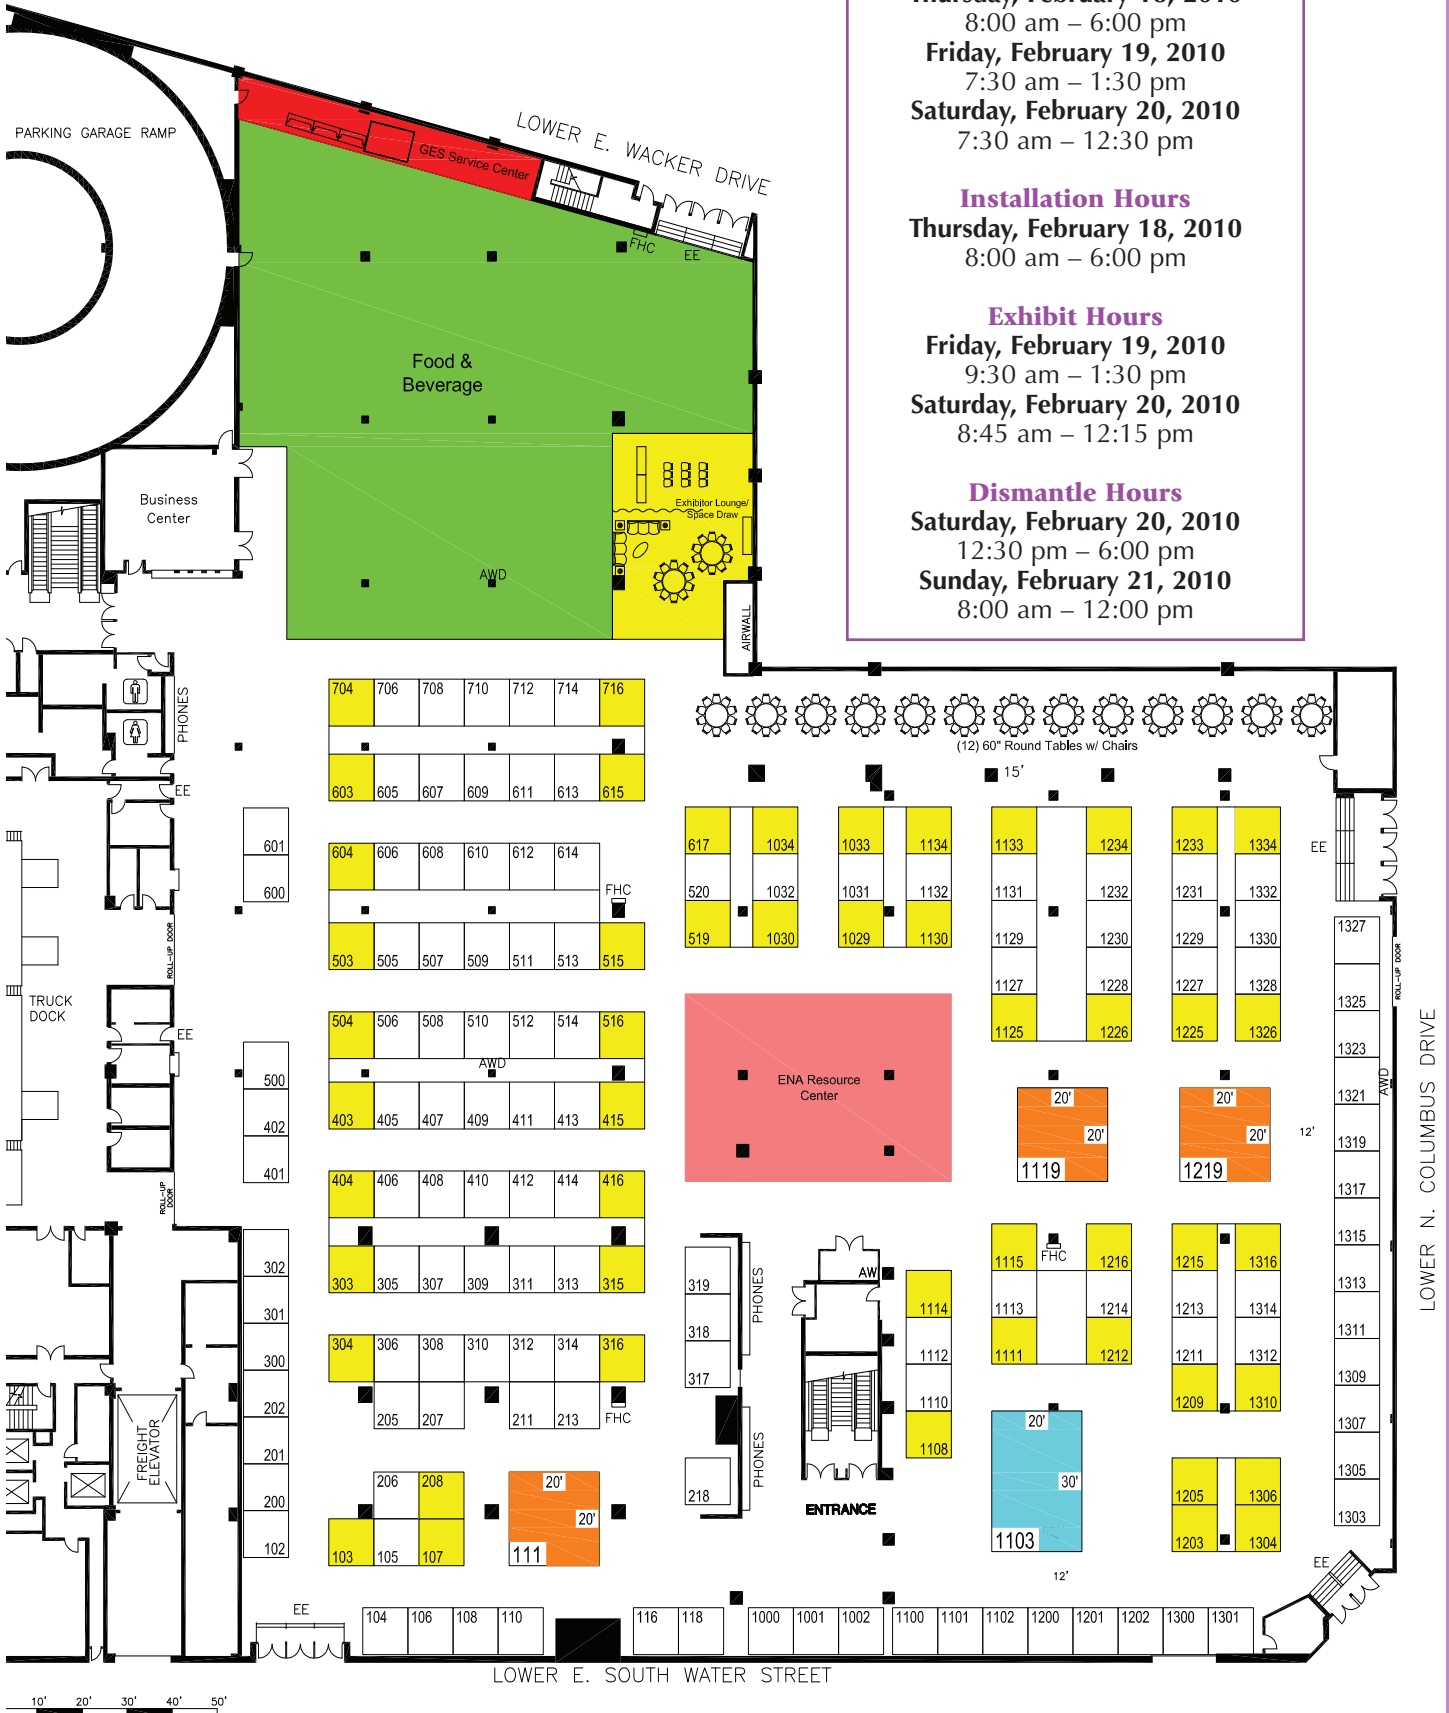 Thursday, February 18, 2010
8:00 am – 6:00 pm
Friday, February 19, 2010
7:30 am – 1:30 pm
Saturday, February 20, 2010
7:30 am – 12:30 pm
Installation Hours
Thursday, February 18, 2010
8:00 am – 6:00 pm
Exhibit Hours
Friday, February 19, 2010
9:30 am – 1:30 pm
Saturday, February 20, 2010
8:45 am – 12:15 pm
Dismantle Hours
Saturday, February 20, 2010
12:30 pm – 6:00 pm
Sunday, February 21, 2010
8:00 am – 12:00 pm
PARKING GARAGE RAMP
LOWER E. WACKER DRIVE
GES Service Center
FHC
EE
Food &
Beverage
Business
Center
Exhibitor Lounge/
Space Draw
AWD
AIRWALL
PHONES
EE
704 706 708 710 712 714 716
(12) 60" Round Tables w/ Chairs
15'
603 605 607 609 611 613 615
601
600
604 606 608 610 612 614
FHC
617 1034 1033 1134 1133 1234 1233 1334
EE
520 1032 1031 1132 1131 1232 1231 1332
519 1030 1029 1130 1129 1230 1229 1330
1127 1228 1227 1328
1125 1226 1225 1326
503 505 507 509 511 513 515
ROLL-UP DOOR
TRUCK
DOCK
EE
504 506 508 510 512 514 516
AWD
500
402
401
403 405 407 409 411 413 415
ENA Resource
Center
20'
20'
1119
20'
20'
1219
12'
1327
1325
1323
1321
1319
1317
1315
1313
1311
1309
1307
1305
1303
ROLL-UP DOOR
AWD
LOWER N. COLUMBUS DRIVE
ROLL-UP
DOOR
404 406 408 410 412 414 416
302
301
300
202
201
200
102
303 305 307 309 311 313 315
319
318
317
PHONES
AW
1114
1112
1110
1108
1115 1216 1215 1316
FHC
1113 1214 1213 1314
1111 1212 1211 1312
1209 1310
304 306 308 310 312 314 316
205 207 211 213
FHC
FREIGHT
ELEVATOR
206 208
103 105 107
20'
20'
111
218
PHONES
ENTRANCE
20'
30'
1103
12'
1205 1306
1203 1304
EE
EE
104 106 108 110 116 118 1000 1001 1002 1100 1101 1102 1200 1201 1202 1300 1301
LOWER E. SOUTH WATER STREET
10' 20' 30' 40' 50'